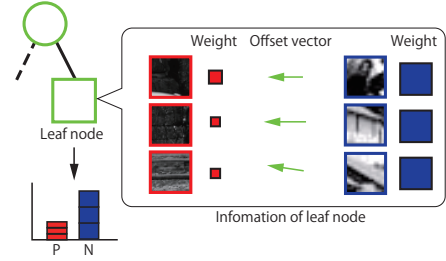 Weight Offset vector Weight
Leaf node
Infomation of leaf node
P N